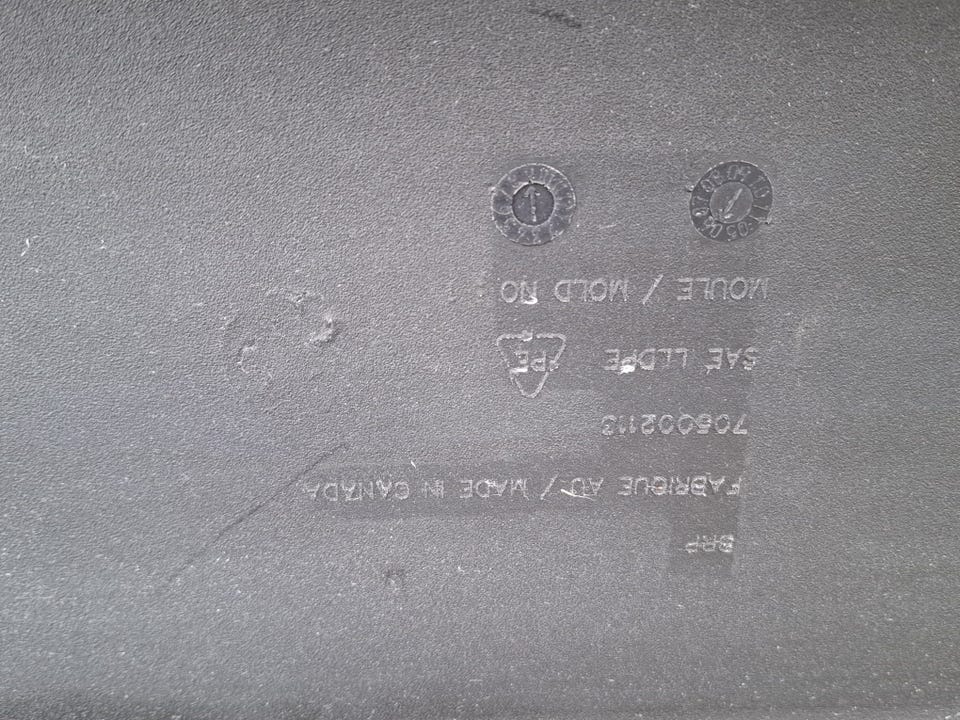 BRP
FABRIQUE AU / MADE IN CANADA
705002113
SAE LLDPE PE
MOULE / MOLD NO